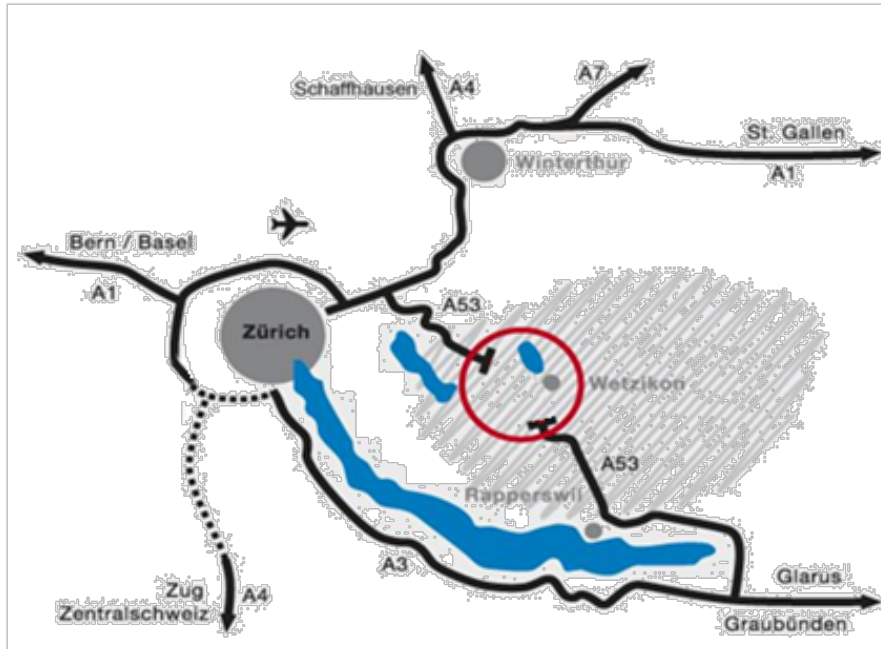 A7
Schaffhausen
A4
St. Gallen
Winterthur
A1
Bern / Basel
A1
A53
Zürich
Wetzikon
A53
Rapperswil
A3
Zug
Zentralschweiz
A4
Glarus
Graubünden